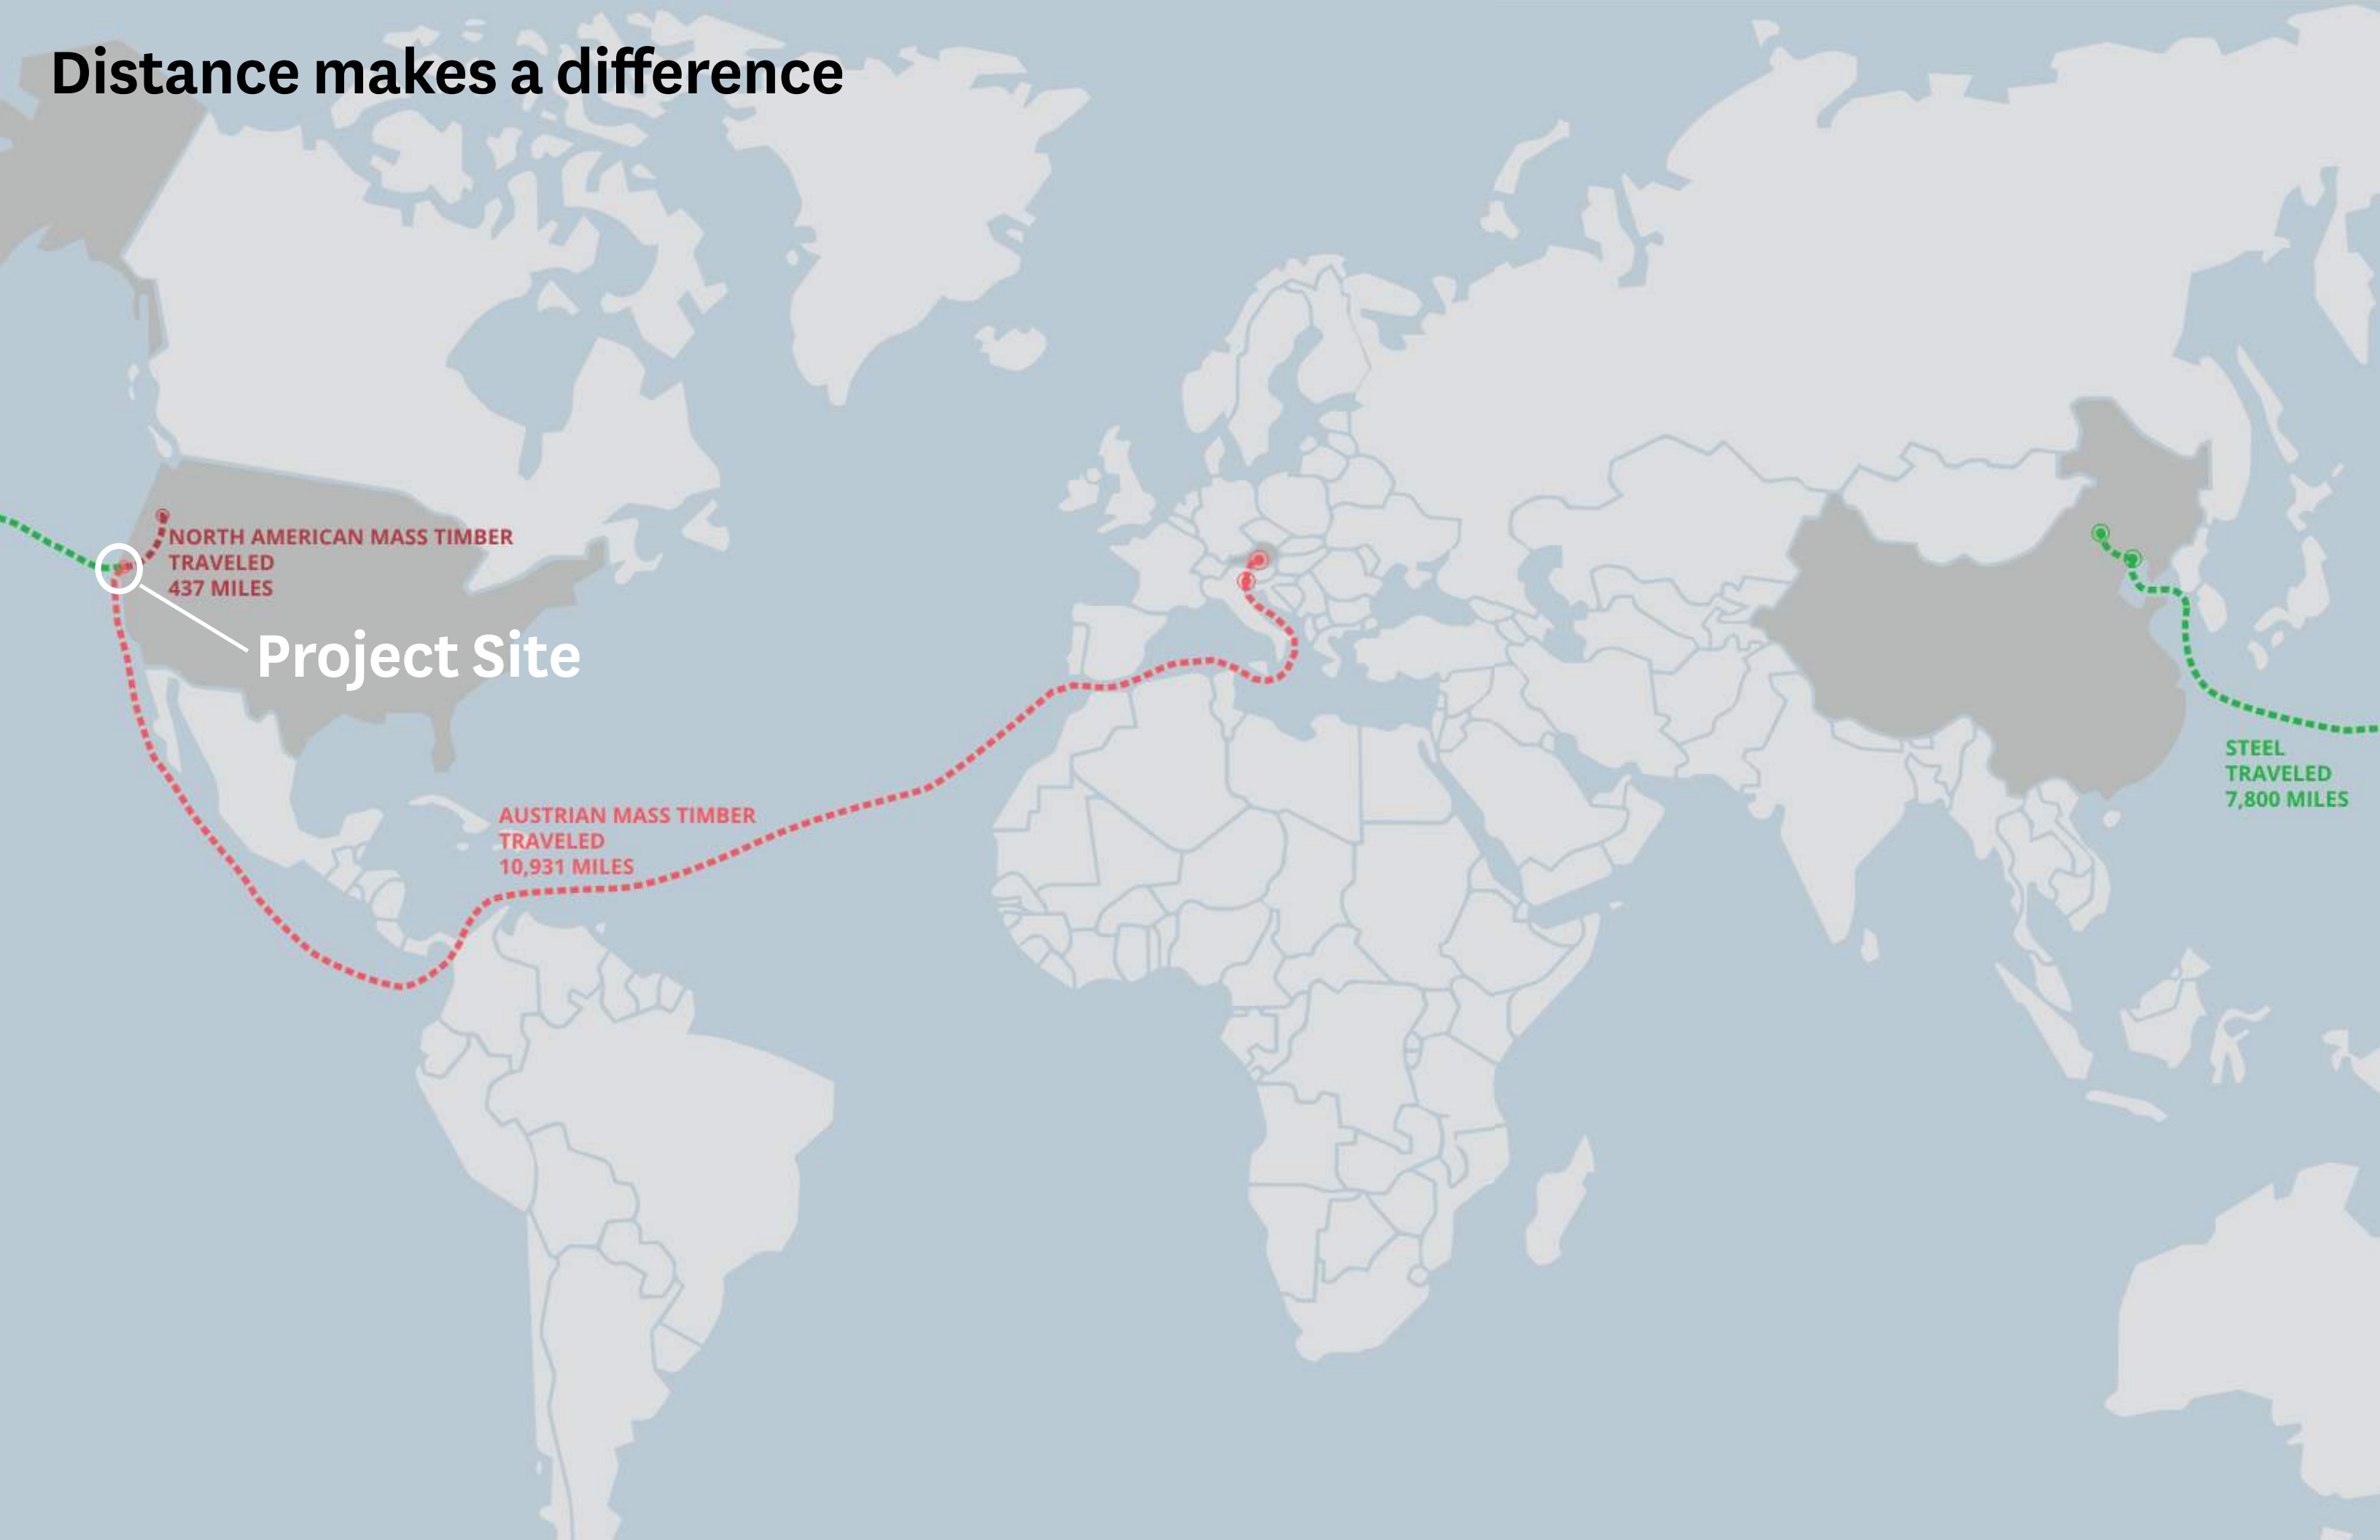 Distance makes a difference
NORTH AMERICAN MASS TIMBER
TRAVELED
437 MILES
Project Site
AUSTRIAN MASS TIMBER
TRAVELED
10,931 MILES
STEEL
TRAVELED
7,800 MILES